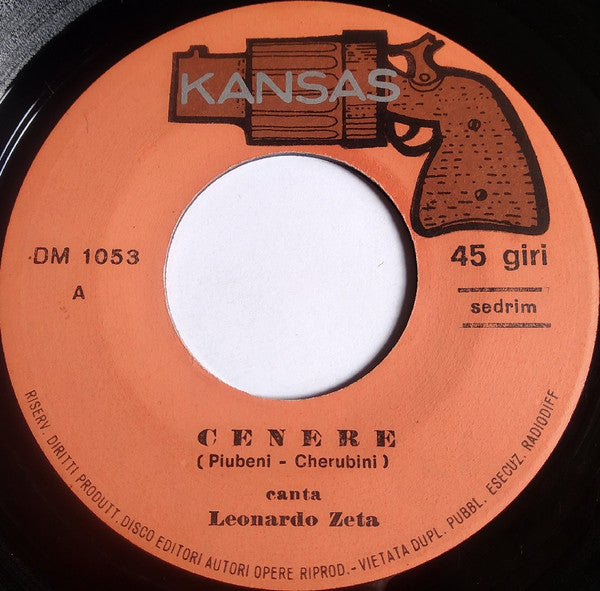 KANSAS
DM 1053
A
45 giri
sedrim
CENERE
(Piubeni - Cherubini)
canta
Leonardo Zeta
RISERV. DIRITTI PRODUTT. DISCO EDITORI AUTORI OPERE RIPROD.-VIETATA DUPL. PUBBL. ESECUZ. RADIODIFF